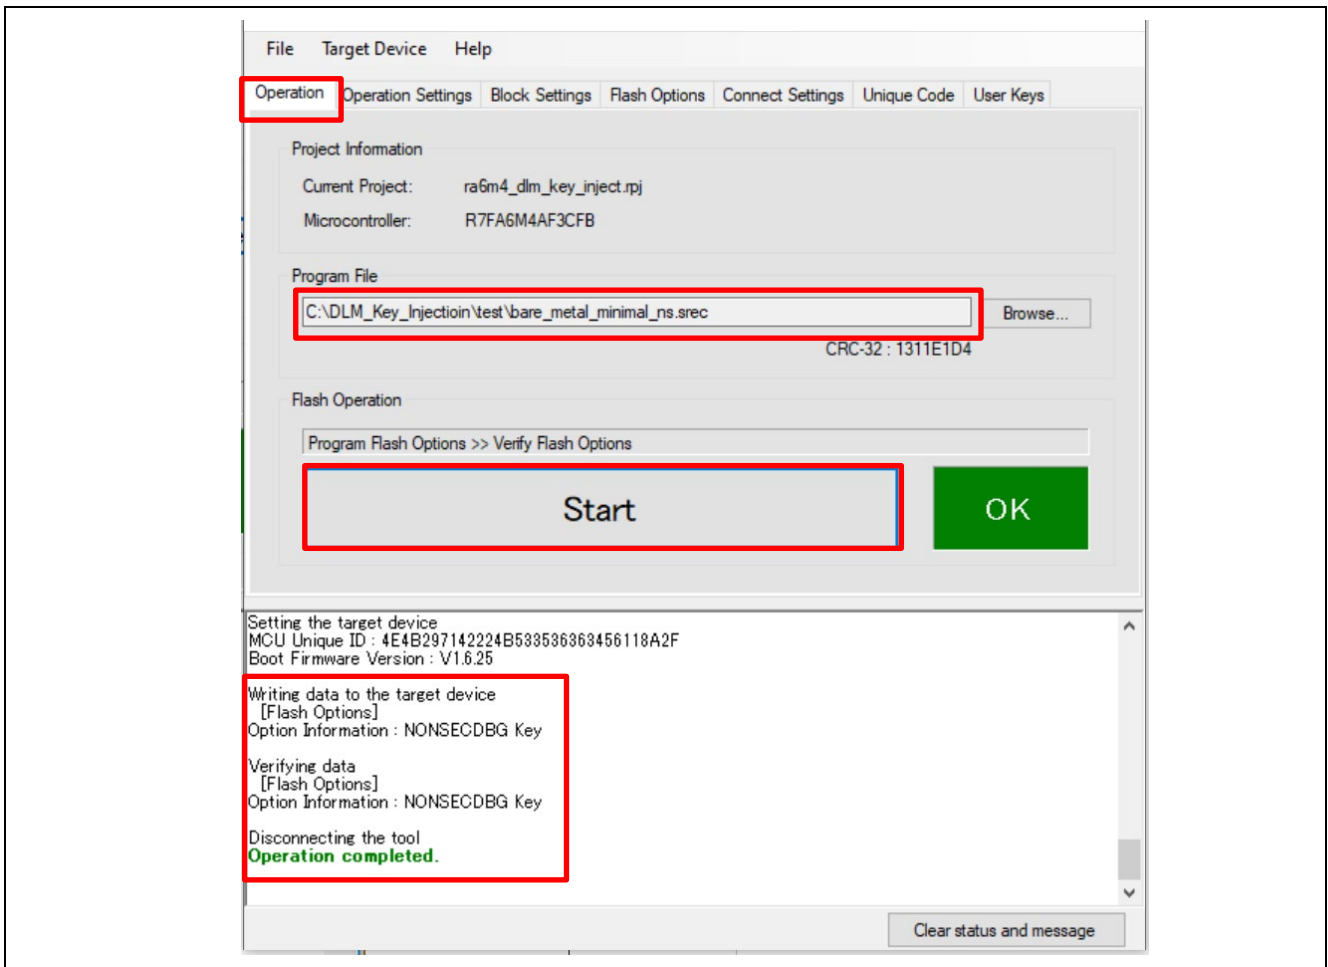 File Target Device Help
Operation Operation Settings Block Settings Flash Options Connect Settings Unique Code User Keys
Project Information
Current Project: ra6m4_dlm_key_inject.rpj
Microcontroller: R7FA6M4AF3CFB
Program File
C:\DLM_Key_Injectioin\test\bare_metal_minimal_ns.srec Browse...
CRC-32 : 1311E1D4
Flash Operation
Program Flash Options >> Verify Flash Options
Start OK
Setting the target device
MCU Unique ID : 4E4B297142224B533536363456118A2F
Boot Firmware Version : V1.6.25
Writing data to the target device
[Flash Options]
Option Information : NONSECDBG Key
Verifying data
[Flash Options]
Option Information : NONSECDBG Key
Disconnecting the tool
Operation completed.
Clear status and message